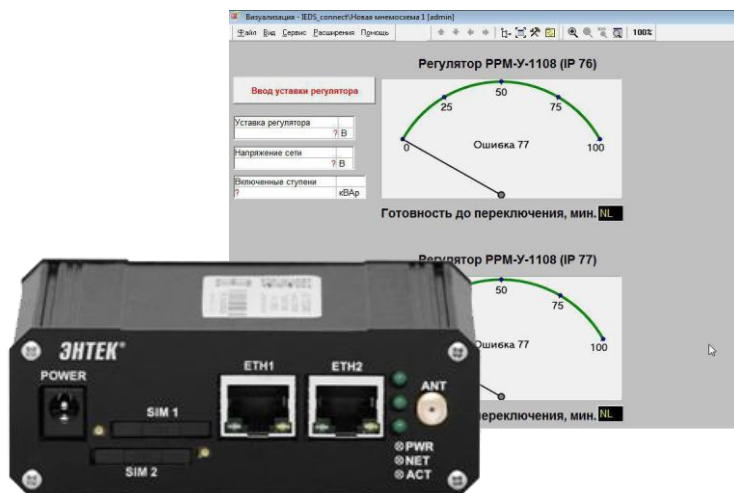 Визуализация - IEDS_connect\Новая мнемосхема 1 [admin]
Файл Вид Сервис Расширения Помощь
100%
Регулятор РРМ-У-1108 (IP 76)
Ввод уставки регулятора
0 25 50 75 100
Ошибка 77
Уставка регулятора
? В
Напряжение сети
? В
Включенные ступени
? кВАр
Готовность до переключения, мин. NL
Регулятор РРМ-У-1108 (IP 77)
50 75 100
Ошибка 77
переключения, мин. NL
ЭНТЕК®
POWER
SIM 1
SIM 2
ETH1
ETH2
ANT
PWR
NET
ACT